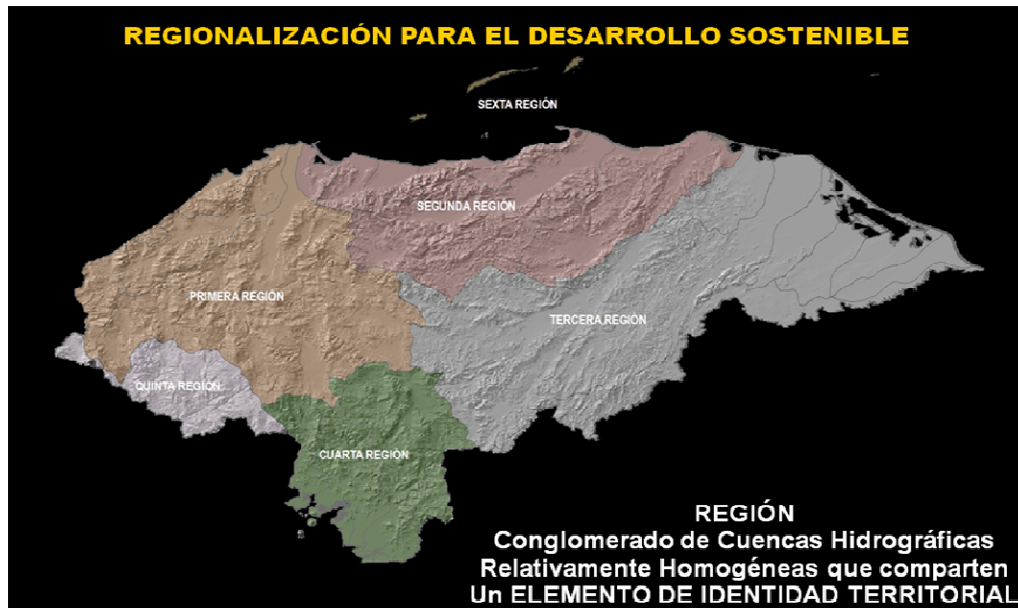 REGIONALIZACIÓN PARA EL DESARROLLO SOSTENIBLE
SEXTA REGIÓN
SEGUNDA REGIÓN
PRIMERA REGIÓN
TERCERA REGIÓN
QUINTA REGIÓN
CUARTA REGIÓN
REGIÓN
Conglomerado de Cuencas Hidrográficas
Relativamente Homogéneas que comparten
Un ELEMENTO DE IDENTIDAD TERRITORIAL